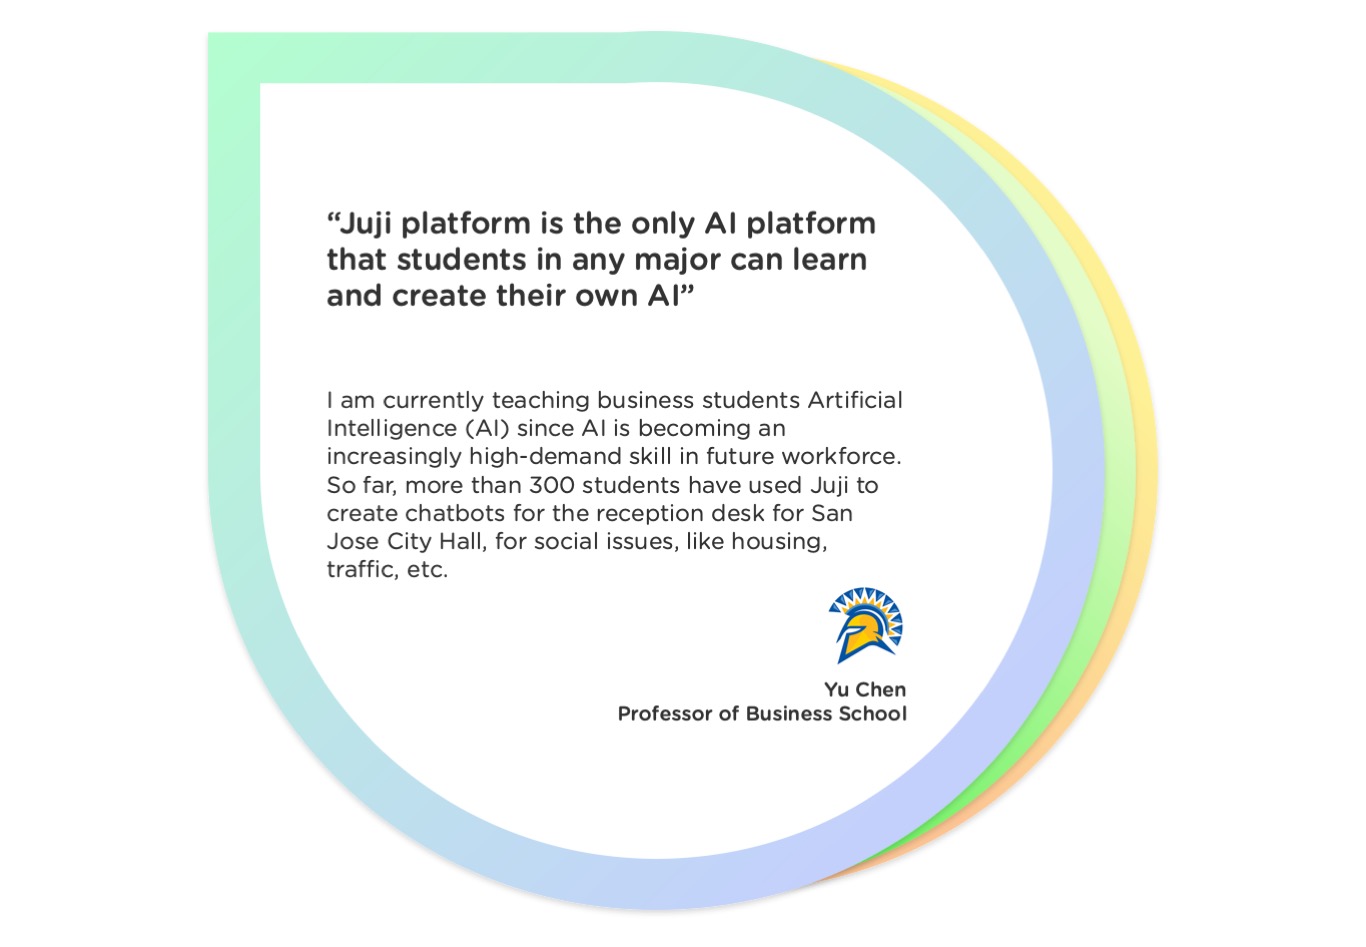 “Juji platform is the only AI platform
that students in any major can learn
and create their own AI”
I am currently teaching business students Artificial
Intelligence (AI) since AI is becoming an
increasingly high-demand skill in future workforce.
So far, more than 300 students have used Juji to
create chatbots for the reception desk for San
Jose City Hall, for social issues, like housing,
traffic, etc.
Yu Chen
Professor of Business School